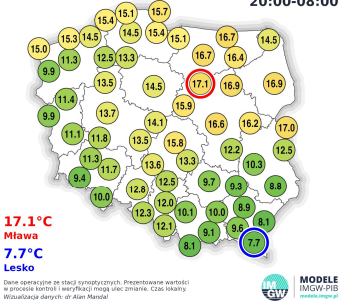 20:00-08:00
15.4 15.1 15.7
15.0 15.3 14.5 14.5 15.4 15.1 16.7 14.5
9.9 11.3 12.5 13.3 16.7 16.4
11.4 13.5 14.5 17.1 16.9 16.9
9.9 13.7 15.9
11.1 11.8 14.1 16.6 16.2 17.0
13.5 15.8 12.2 12.5
11.3 11.7 13.6 13.3 10.3
9.4 10.0 12.8 12.5 9.7 9.3 8.8
12.3 12.0 10.1 10.0 8.9
12.1 9.1 9.6 8.1
8.1 7.7
17.1°C
Mława
7.7°C
Lesko
Dane operacyjne ze stacji synoptycznych. Prezentowane wartości
w procesie kontroli i weryfikacji mogą ulec zmianie. Czas lokalny.
Wizualizacja danych: dr Alan Mandal
IM
GW
MODELE
IMGW-PIB
modele.imgw.pl